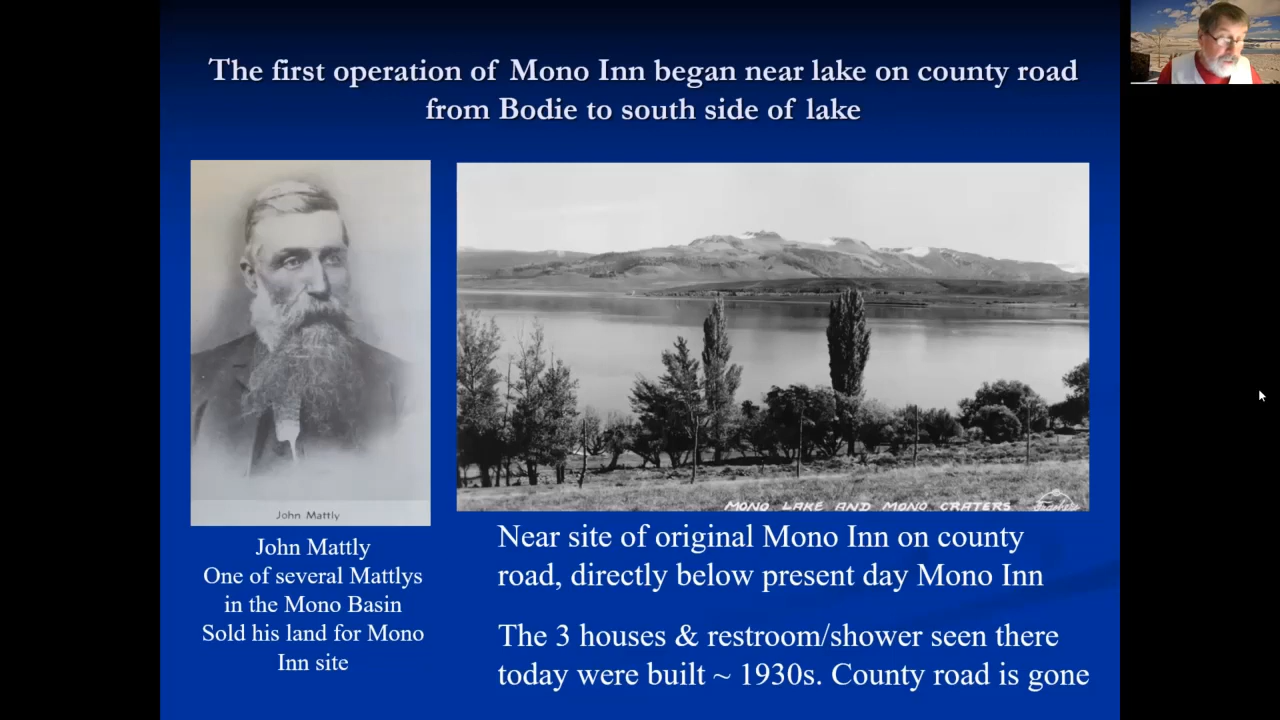 The first operation of Mono Inn began near lake on county road
from Bodie to south side of lake
John Mattly
John Mattly
One of several Mattlys
in the Mono Basin
Sold his land for Mono
Inn site
MONO LAKE AND MONO CRATERS
Near site of original Mono Inn on county
road, directly below present day Mono Inn
The 3 houses & restroom/shower seen there
today were built ~ 1930s. County road is gone